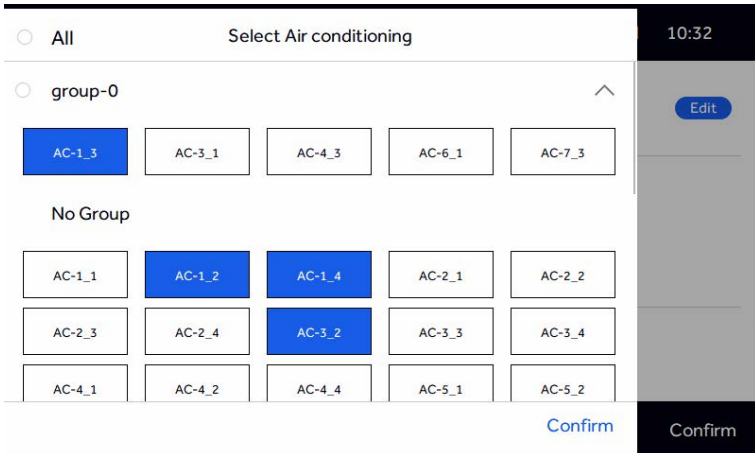 All Select Air conditioning 10:32
group-0
Edit
AC-1_3 AC-3_1 AC-4_3 AC-6_1 AC-7_3
No Group
AC-1_1 AC-1_2 AC-1_4 AC-2_1 AC-2_2
AC-2_3 AC-2_4 AC-3_2 AC-3_3 AC-3_4
AC-4_1 AC-4_2 AC-4_4 AC-5_1 AC-5_2
Confirm
Confirm